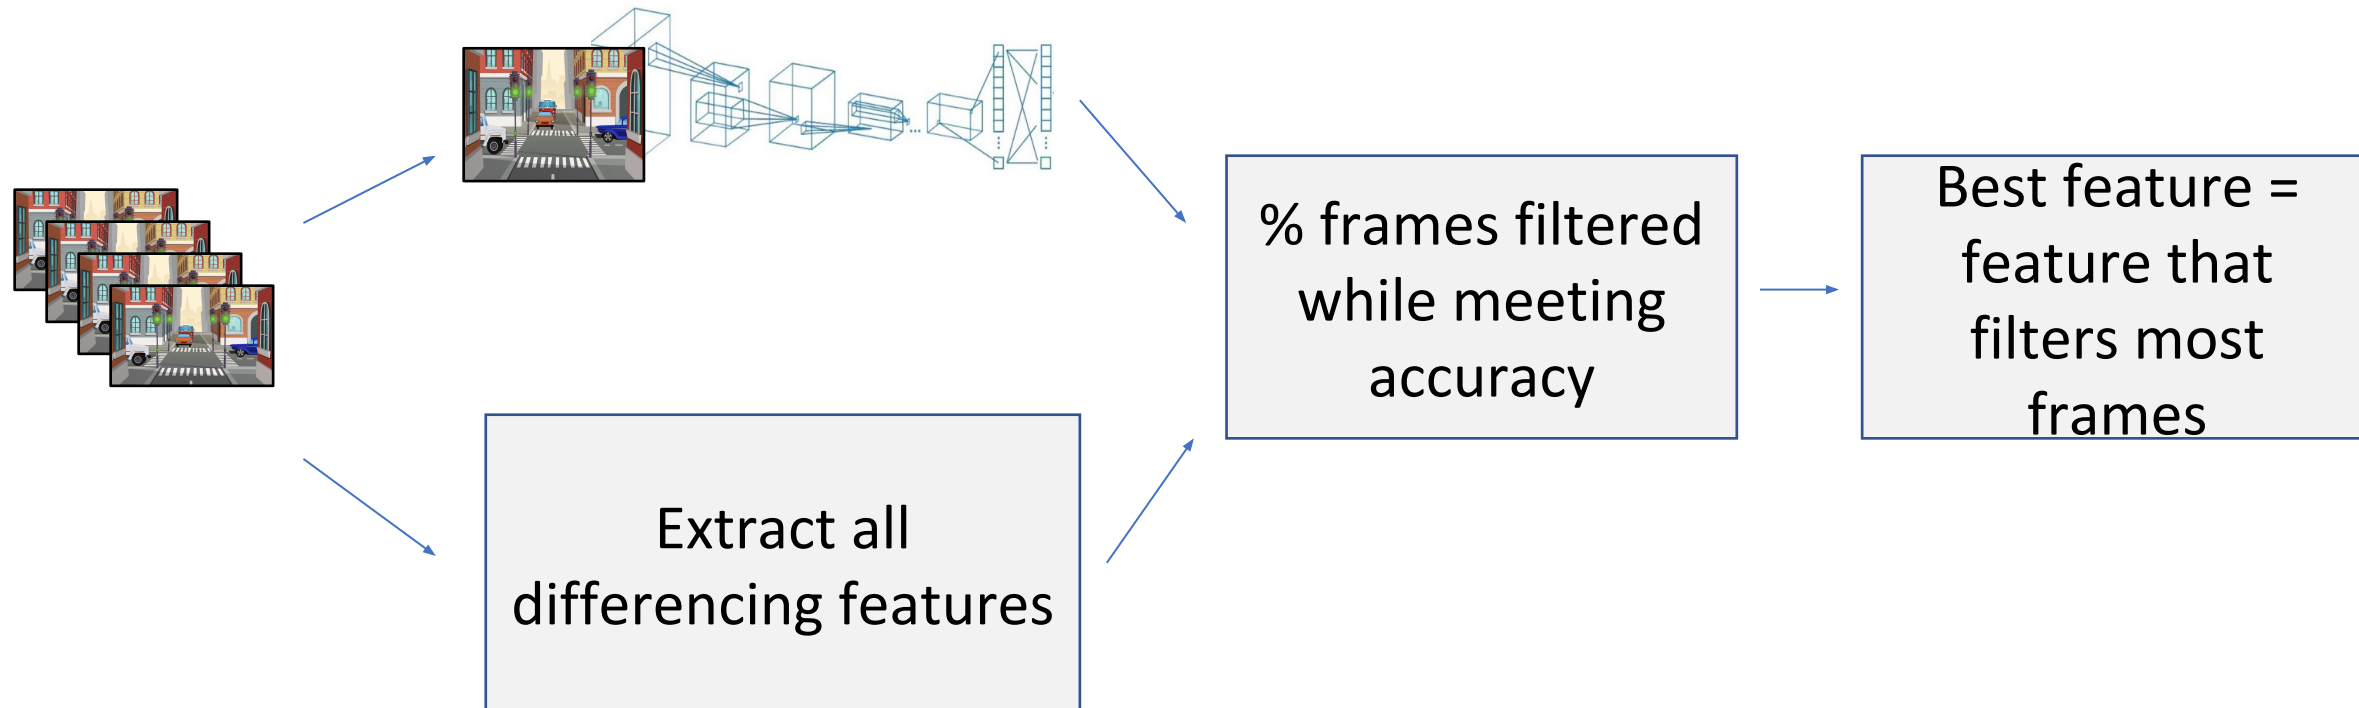 Extract all
differencing features
% frames filtered
while meeting
accuracy
Best feature =
feature that
filters most
frames